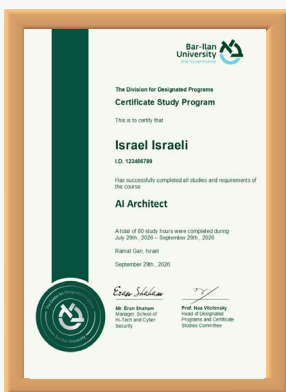 Bar-Ilan
University
The Division for Designated Programs
Certificate Study Program
This is to certify that
Israel Israeli
I.D. 123456789
Has successfully completed all studies and requirements of
the course
AI Architect
A total of 80 study hours were completed during
July 29th., 2026 – September 29th., 2026
Ramat Gan, Israel
September 29th., 2026
Eran Shaham
Mr. Eran Shaham
Manager, School of
Hi-Tech and Cyber
Security
Prof. Noa Vilchinsky
Head of Designated
Programs and Certificate
Studies Committee